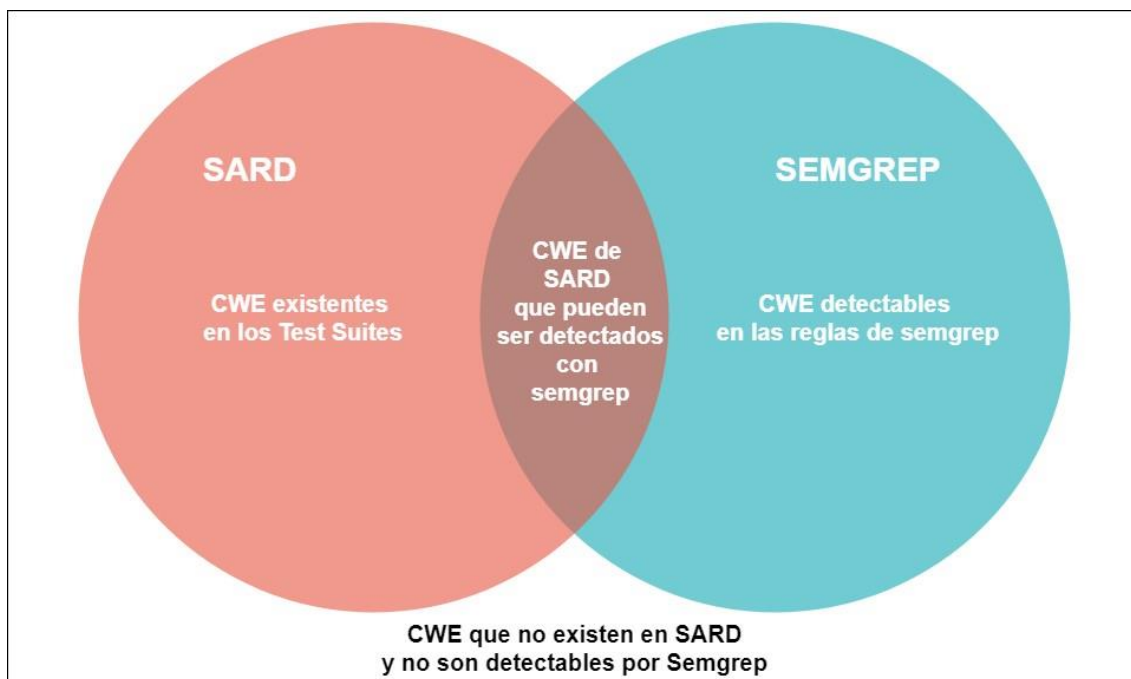 SARD
CWE existentes
en los Test Suites
CWE de
SARD
que pueden
ser detectados
con
semgrep
SEMGREP
CWE detectables
en las reglas de semgrep
CWE que no existen en SARD
y no son detectables por Semgrep